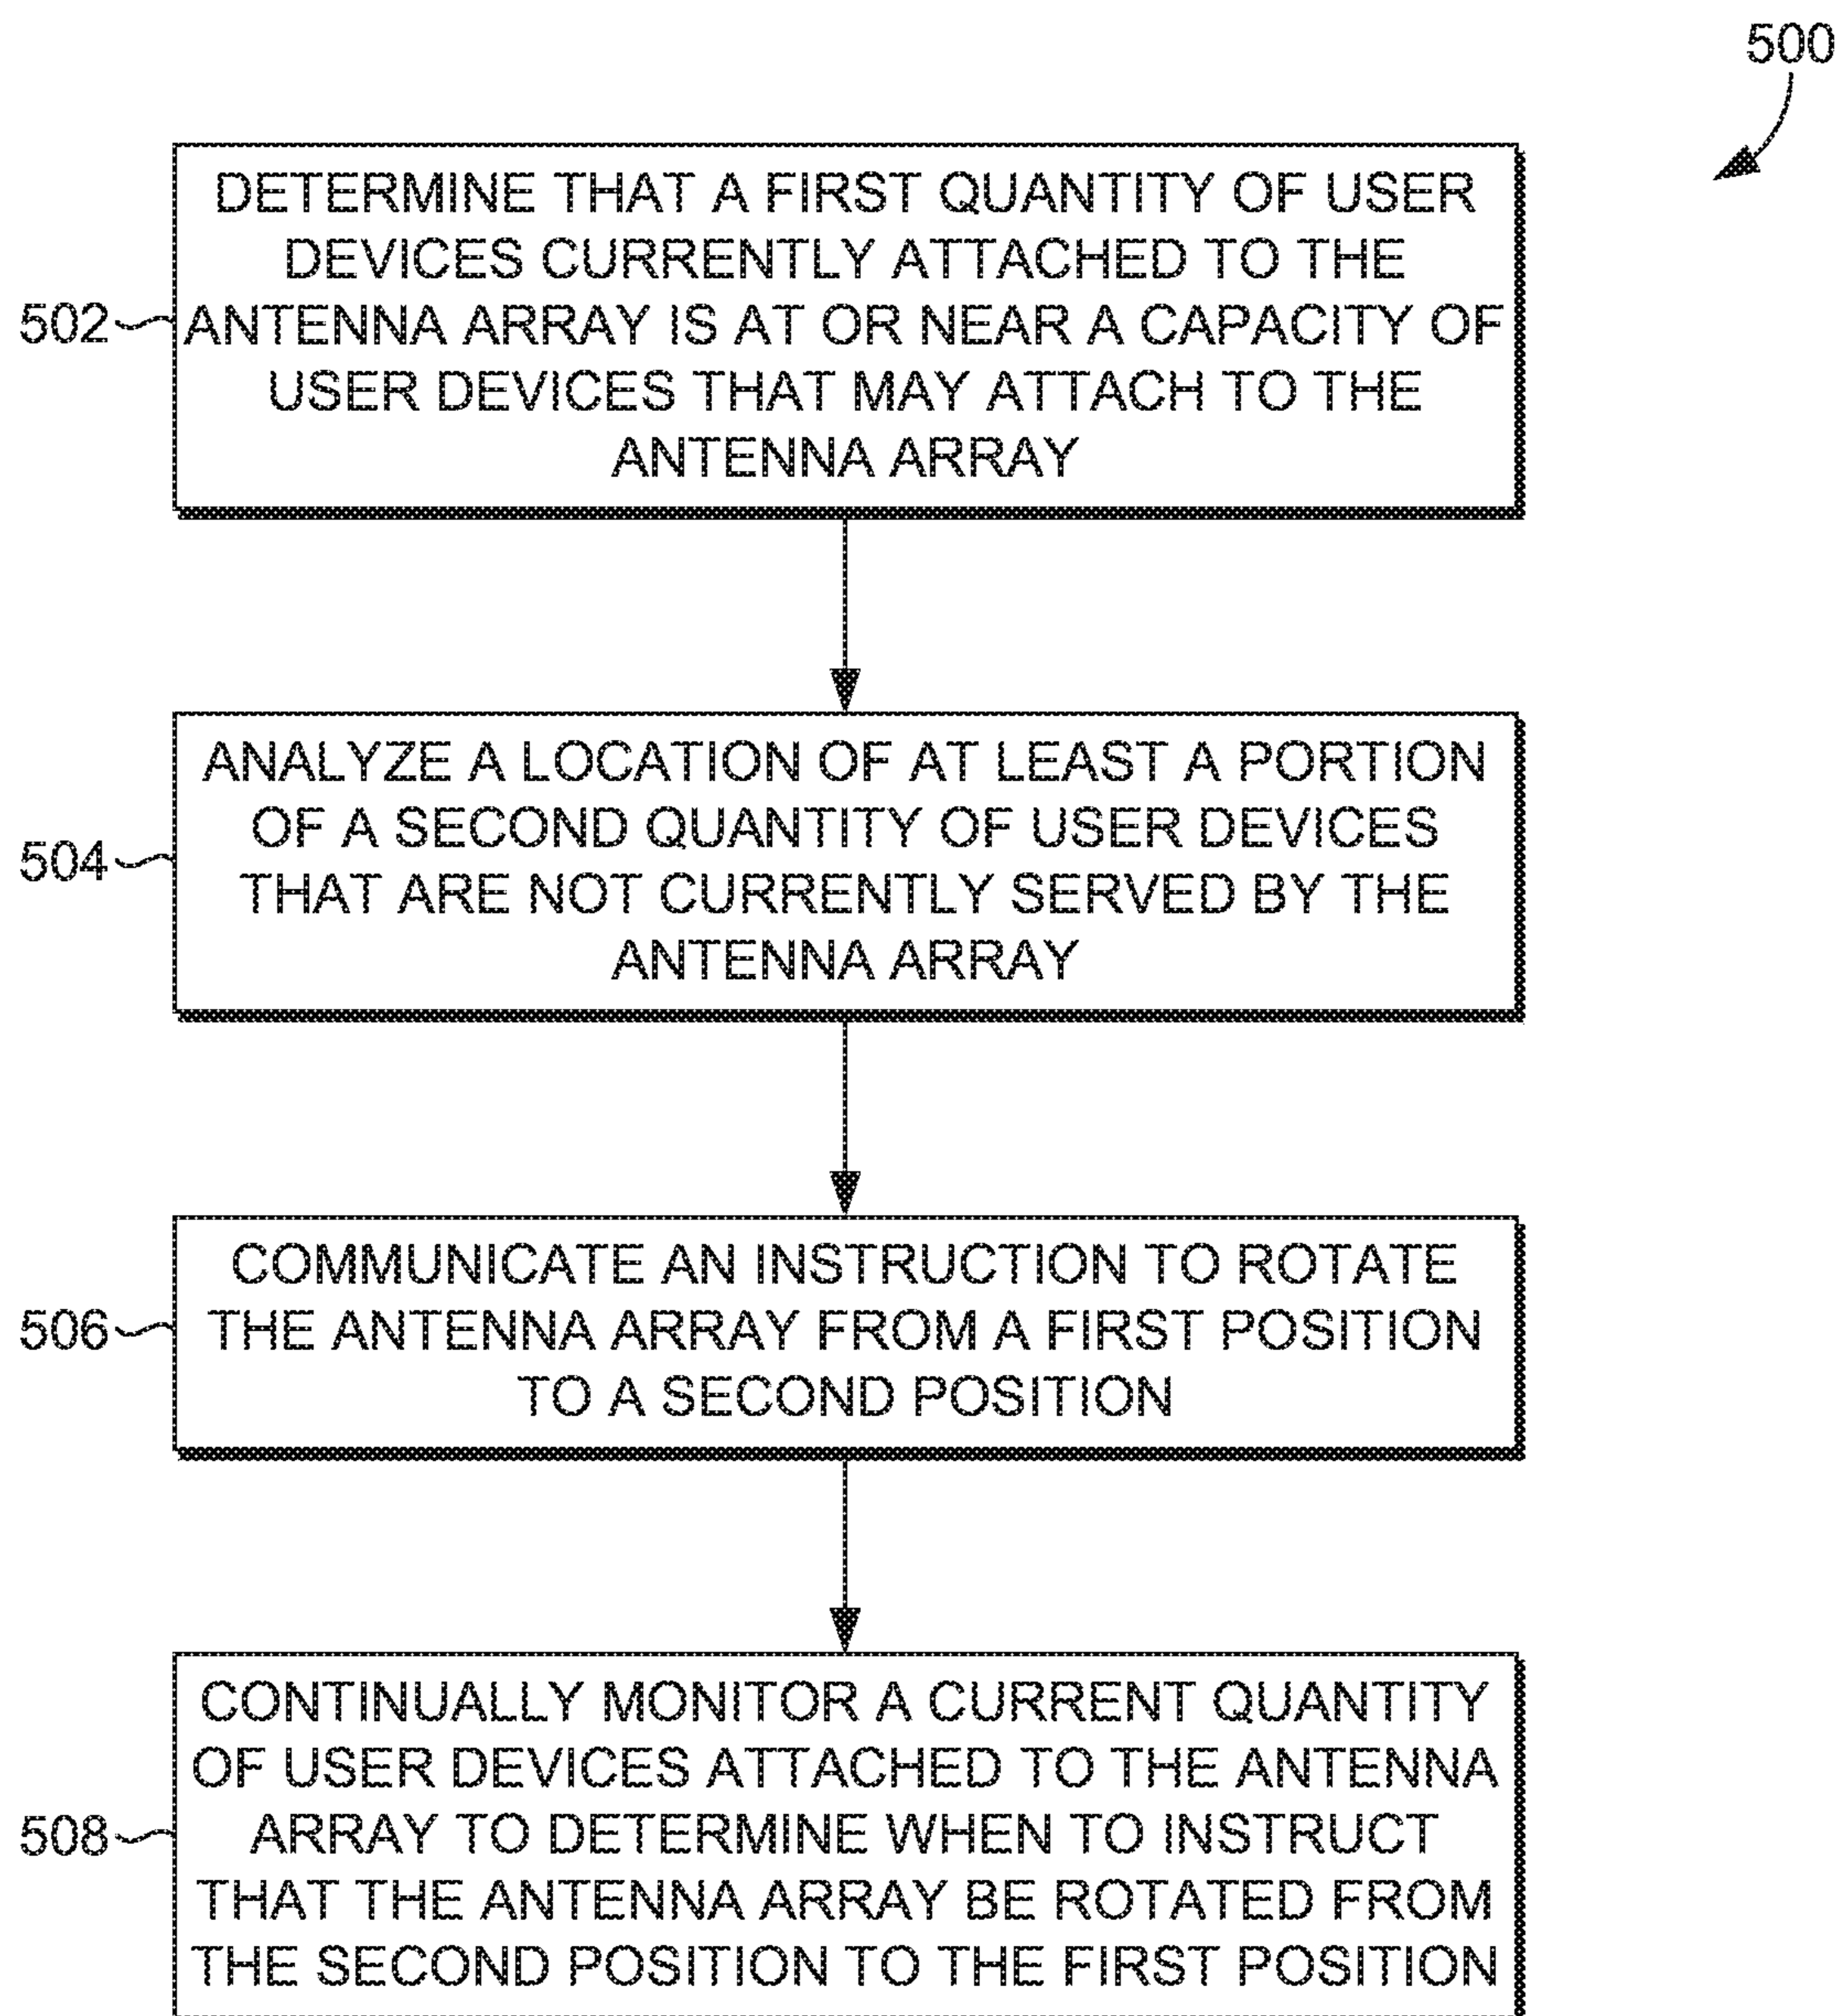 500
DETERMINE THAT A FIRST QUANTITY OF USER
DEVICES CURRENTLY ATTACHED TO THE
502
ANTENNA ARRAY IS AT OR NEAR A CAPACITY OF
USER DEVICES THAT MAY ATTACH TO THE
ANTENNA ARRAY
ANALYZE A LOCATION OF AT LEAST A PORTION
OF A SECOND QUANTITY OF USER DEVICES
504
THAT ARE NOT CURRENTLY SERVED BY THE
ANTENNA ARRAY
COMMUNICATE AN INSTRUCTION TO ROTATE
506
THE ANTENNA ARRAY FROM A FIRST POSITION
TO A SECOND POSITION
CONTINUALLY MONITOR A CURRENT QUANTITY
OF USER DEVICES ATTACHED TO THE ANTENNA
508
ARRAY TO DETERMINE WHEN TO INSTRUCT
THAT THE ANTENNA ARRAY BE ROTATED FROM
THE SECOND POSITION TO THE FIRST POSITION